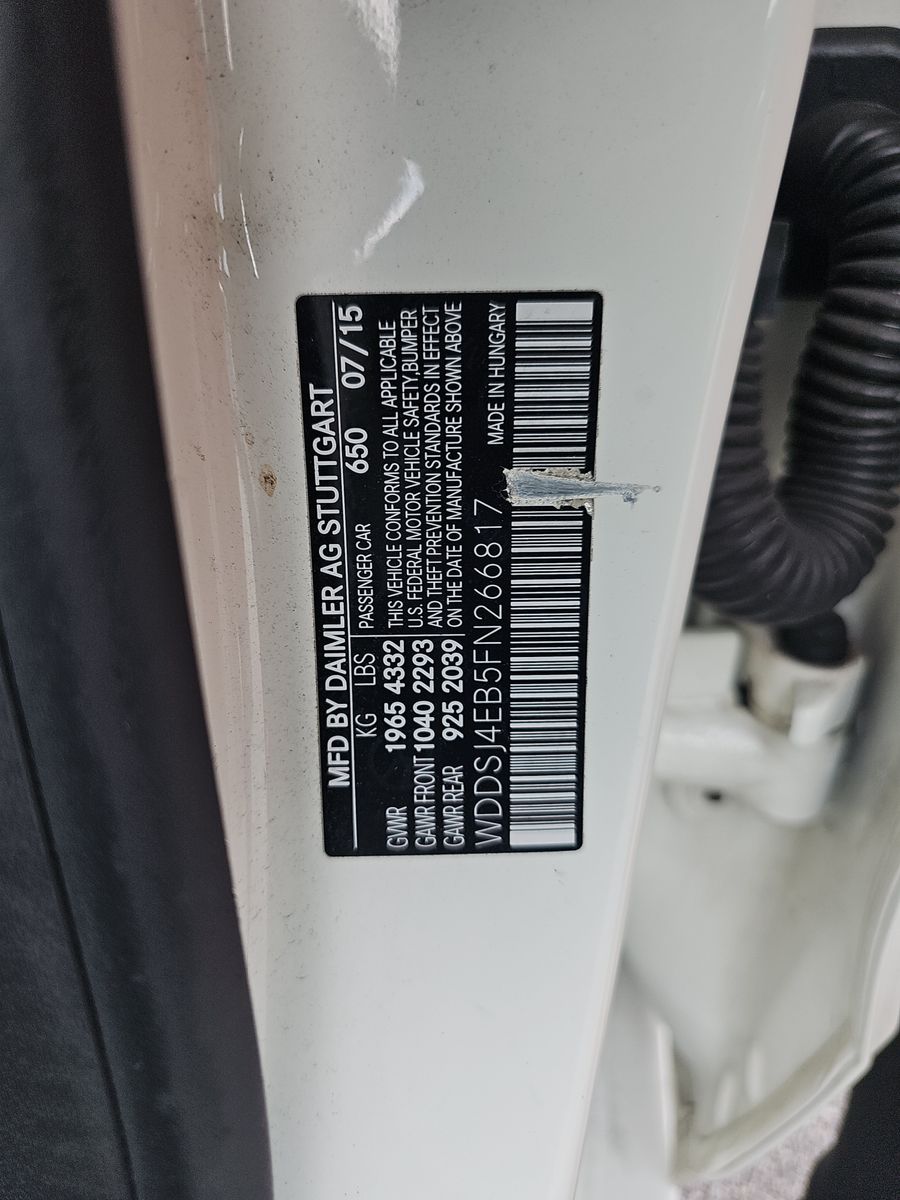 MFD BY DAIMLER AG STUTTGART
KG LBS PASSENGER CAR 650 07/15
GVWR 1965 4332 THIS VEHICLE CONFORMS TO ALL APPLICABLE
GAWR FRONT 1040 2293 U.S. FEDERAL MOTOR VEHICLE SAFETY,BUMPER,
GAWR REAR 925 2039 AND THEFT PREVENTION STANDARDS IN EFFECT
ON THE DATE OF MANUFACTURE SHOWN ABOVE
WDDSJ4EB5FN266817 MADE IN HUNGARY